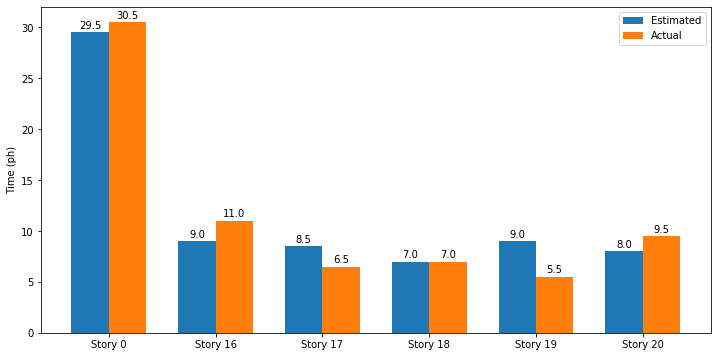 Estimated
Actual
Time (ph)
30
25
20
15
10
5
0
29.5
30.5
9.0
11.0
8.5
6.5
7.0
7.0
9.0
5.5
8.0
9.5
Story 0
Story 16
Story 17
Story 18
Story 19
Story 20